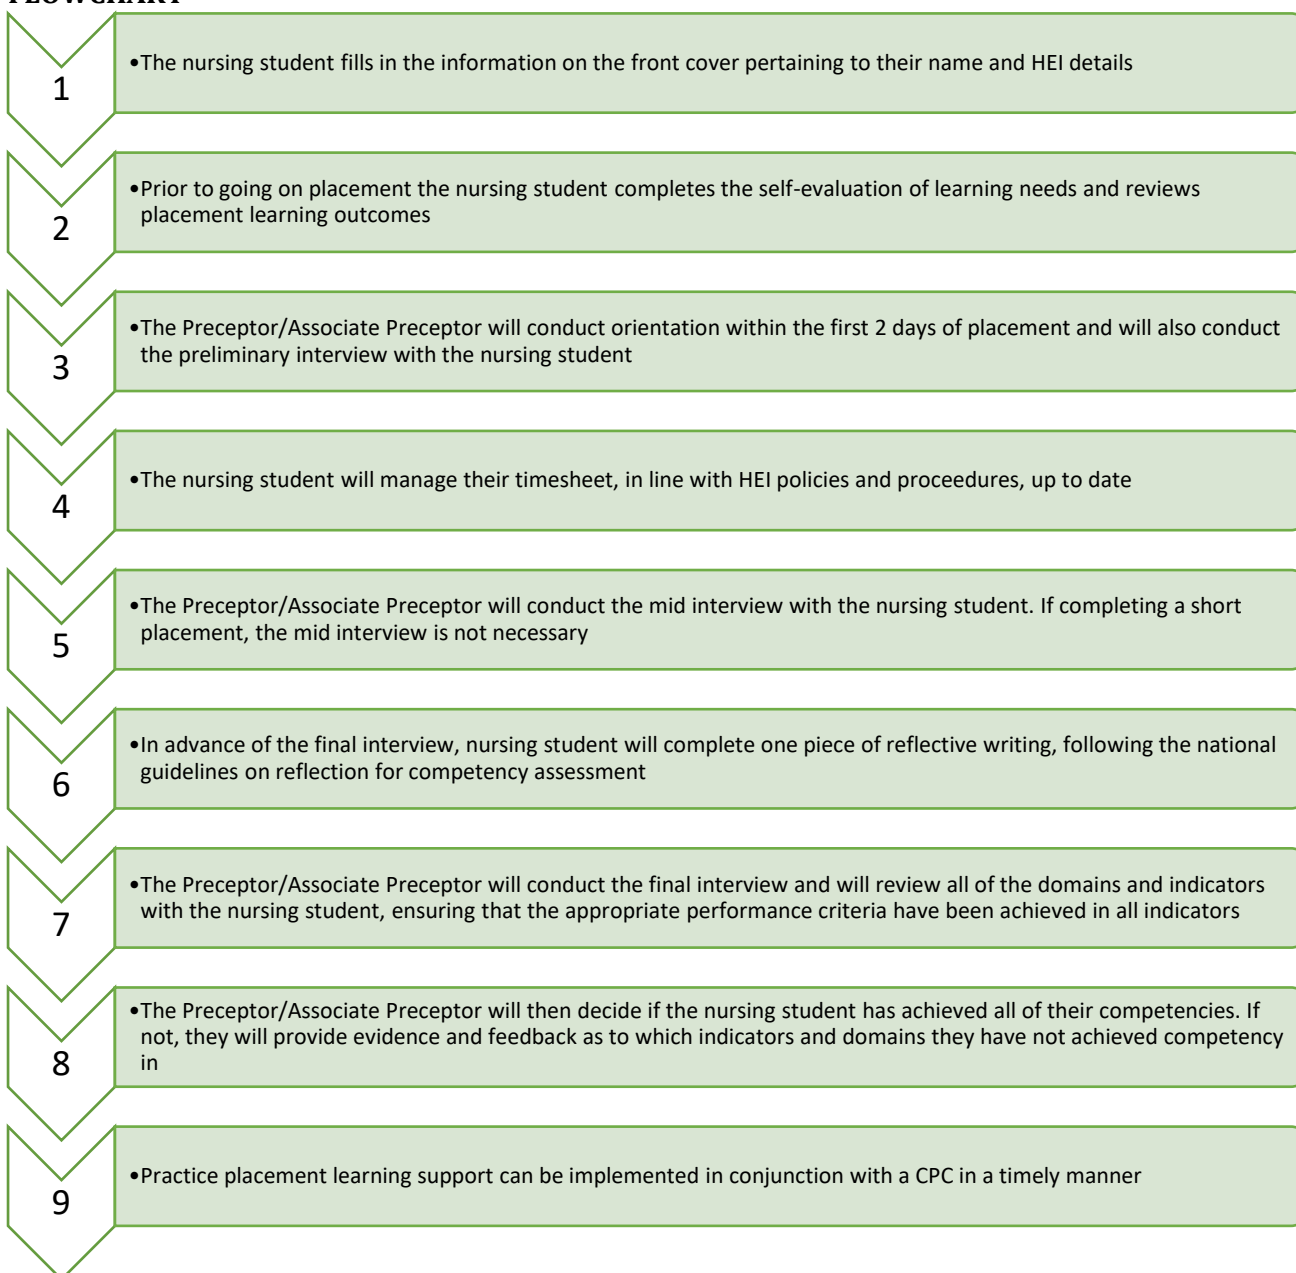 FLOWCHART
1
•The nursing student fills in the information on the front cover pertaining to their name and HEI details
2
•Prior to going on placement the nursing student completes the self-evaluation of learning needs and reviews
placement learning outcomes
3
•The Preceptor/Associate Preceptor will conduct orientation within the first 2 days of placement and will also conduct
the preliminary interview with the nursing student
4
•The nursing student will manage their timesheet, in line with HEI policies and proceedures, up to date
5
•The Preceptor/Associate Preceptor will conduct the mid interview with the nursing student. If completing a short
placement, the mid interview is not necessary
6
•In advance of the final interview, nursing student will complete one piece of reflective writing, following the national
guidelines on reflection for competency assessment
7
•The Preceptor/Associate Preceptor will conduct the final interview and will review all of the domains and indicators
with the nursing student, ensuring that the appropriate performance criteria have been achieved in all indicators
8
•The Preceptor/Associate Preceptor will then decide if the nursing student has achieved all of their competencies. If
not, they will provide evidence and feedback as to which indicators and domains they have not achieved competency
in
9
•Practice placement learning support can be implemented in conjunction with a CPC in a timely manner